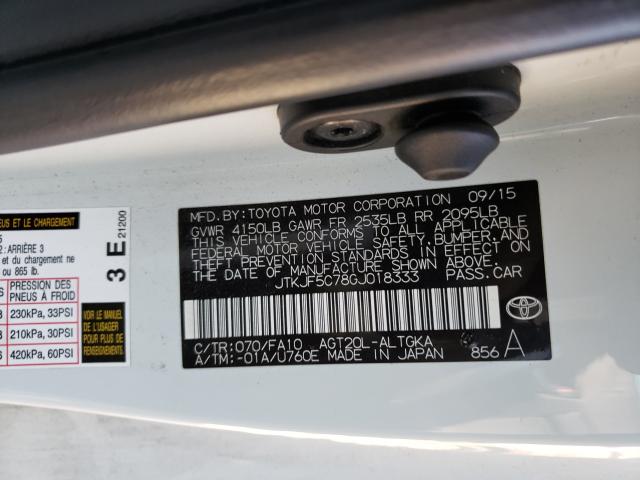 PNEUS ET LE CHARGEMENT
2: ARRIÈRE 3
et du chargement ne
ou 865 lb.
PRESSION DES
PNEUS À FROID
230kPa, 33PSI
210kPa, 30PSI
420kPa, 60PSI
VOIR LE MANUEL
DE L'USAGER
POUR PLUS DE
3 E 21200
MFD.BY:TOYOTA MOTOR CORPORATION 09/15
GVWR 4150LB GAWR FR 2535LB RR 2095LB
THIS VEHICLE CONFORMS TO ALL APPLICABLE
FEDERAL MOTOR VEHICLE SAFETY, BUMPER, AND
THEFT PREVENTION STANDARDS IN EFFECT ON
THE DATE OF MANUFACTURE SHOWN ABOVE.
JTKJF5C78GJ018333 PASS.CAR
C/TR:070/FA10 AGT20L-ALTGKA
A/TM:-01A/U760E MADE IN JAPAN 856 A
TOYOTA